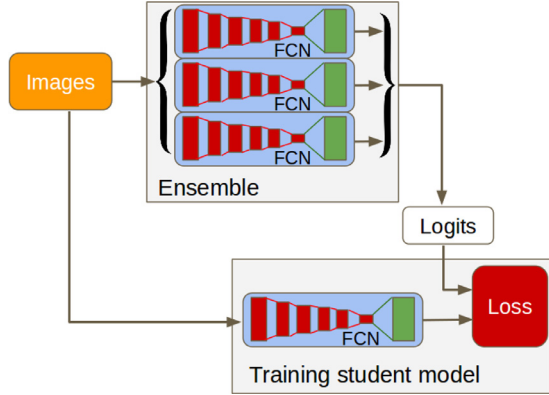 FCN
Images
FCN
FCN
Ensemble
Logits
Loss
FCN
Training student model